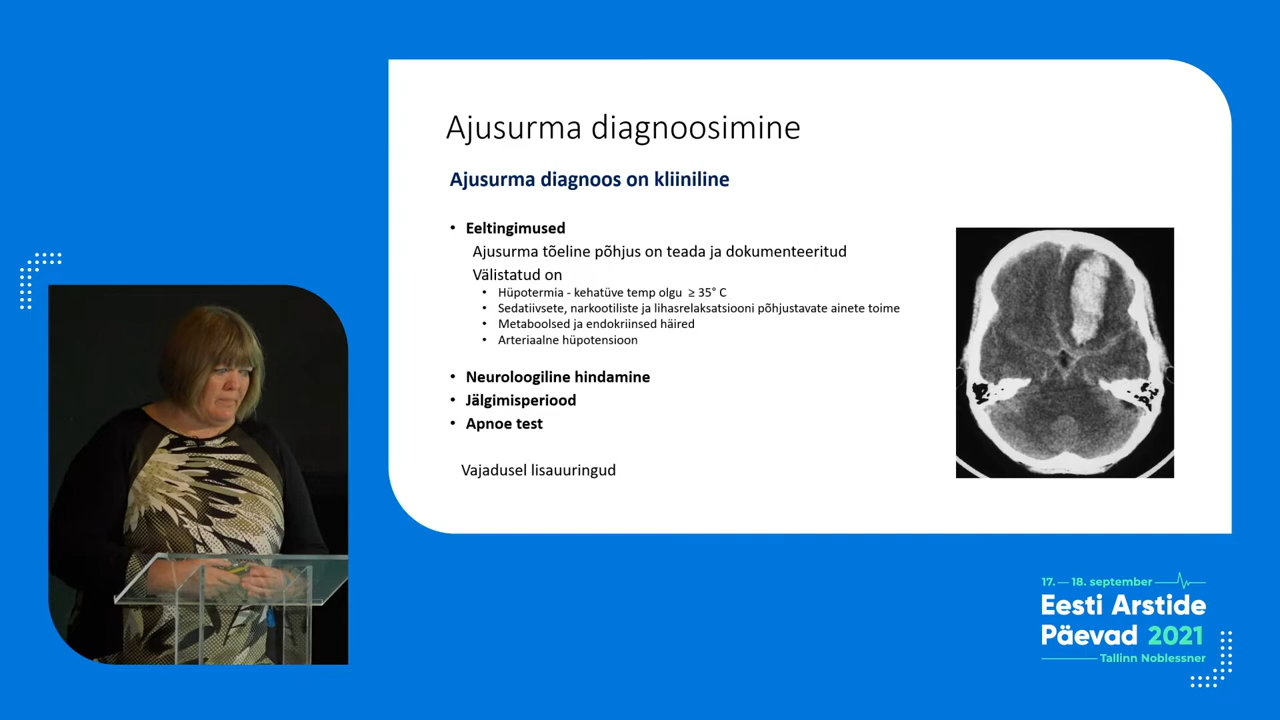 Ajusurma diagnoosimine
Ajusurma diagnoos on kliiniline
• Eeltingimused
Ajusurma tõeline põhjus on teada ja dokumenteeritud
Välistatud on
• Hüpotermia - kehatüve temp olgu ≥ 35° C
• Sedatiivsete, narkootiliste ja lihasrelaksatsiooni põhjustavate ainete toime
• Metaboolsed ja endokriinsed häired
• Arteriaalne hüpotensioon
• Neuroloogiline hindamine
• Jälgimisperiood
• Apnoe test
Vajadusel lisauuringud
17. — 18. september
Eesti Arstide
Päevad 2021
Tallinn Noblessner